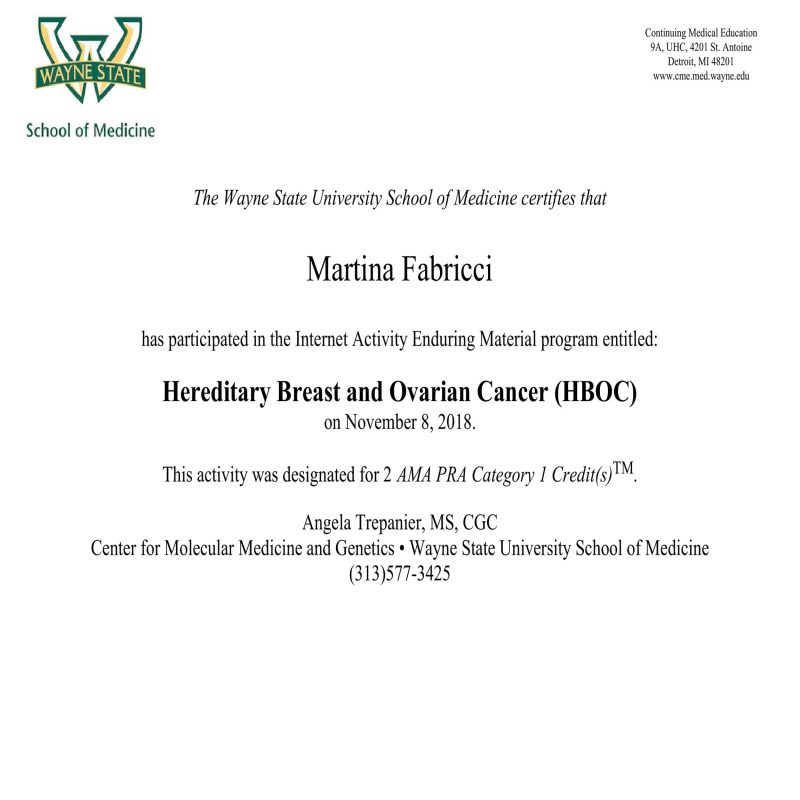 WAYNE STATE
School of Medicine
Continuing Medical Education
9A, UHC, 4201 St. Antoine
Detroit, MI 48201
www.cme.med.wayne.edu
The Wayne State University School of Medicine certifies that
Martina Fabricci
has participated in the Internet Activity Enduring Material program entitled:
Hereditary Breast and Ovarian Cancer (HBOC)
on November 8, 2018.
This activity was designated for 2 AMA PRA Category 1 Credit(s)TM.
Angela Trepanier, MS, CGC
Center for Molecular Medicine and Genetics • Wayne State University School of Medicine
(313)577-3425